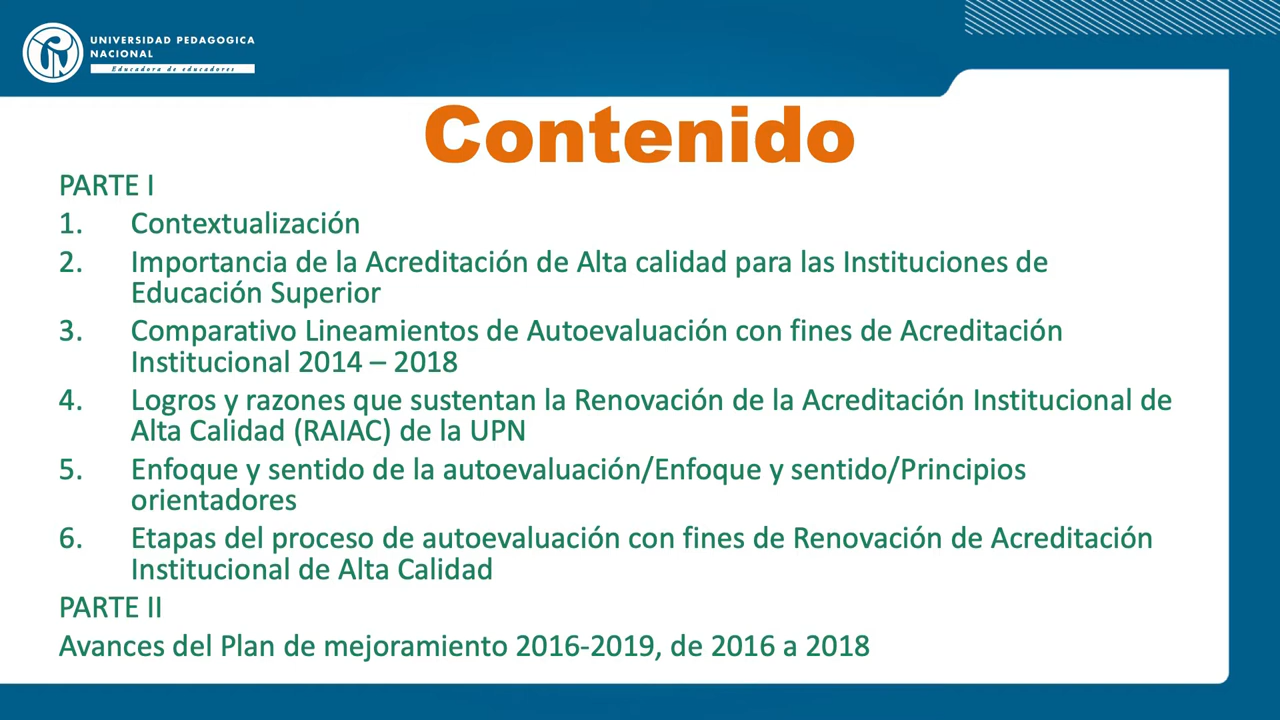 UNIVERSIDAD PEDAGOGICA
NACIONAL
Educadora de educadores
Contenido
PARTE I
1. Contextualización
2. Importancia de la Acreditación de Alta calidad para las Instituciones de
Educación Superior
3. Comparativo Lineamientos de Autoevaluación con fines de Acreditación
Institucional 2014 – 2018
4. Logros y razones que sustentan la Renovación de la Acreditación Institucional de
Alta Calidad (RAIAC) de la UPN
5. Enfoque y sentido de la autoevaluación/Enfoque y sentido/Principios
orientadores
6. Etapas del proceso de autoevaluación con fines de Renovación de Acreditación
Institucional de Alta Calidad
PARTE II
Avances del Plan de mejoramiento 2016-2019, de 2016 a 2018